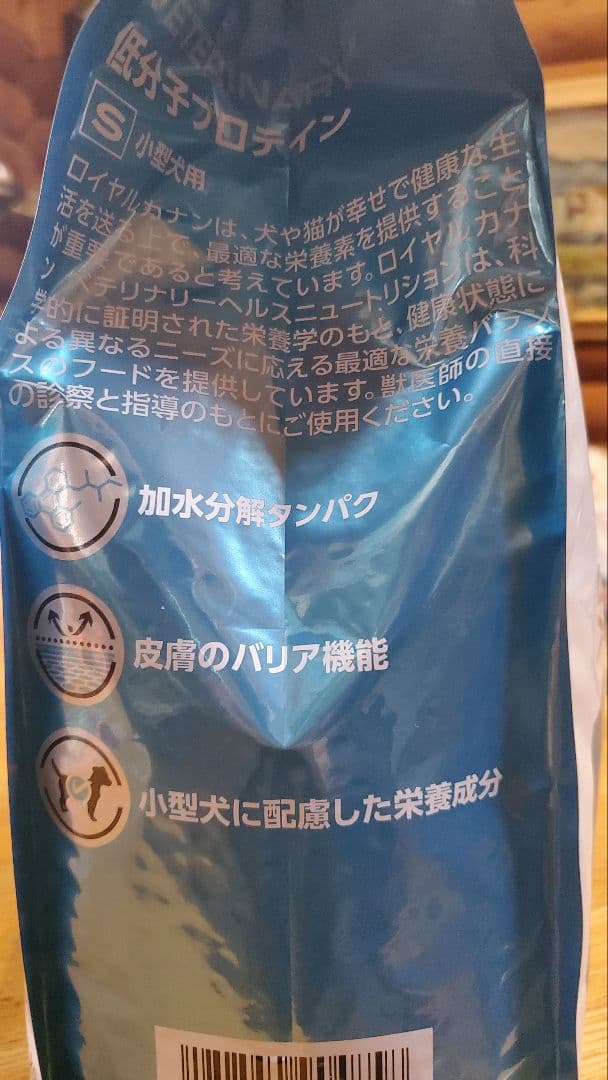 VETERINARY
低分子プロテイン
S 小型犬用
ロイヤルカナンは、犬や猫が幸せで健康な生
活を送る上で、最適な栄養素を提供すること
が重要であると考えています。ロイヤルカナ
ン ベテリナリーヘルスニュートリションは、科
学的に証明された栄養学のもと、健康状態に
よる異なるニーズに応える最適な栄養バラン
スのフードを提供しています。獣医師の直接
の診察と指導のもとにご使用ください。
加水分解タンパク
皮膚のバリア機能
小型犬に配慮した栄養成分